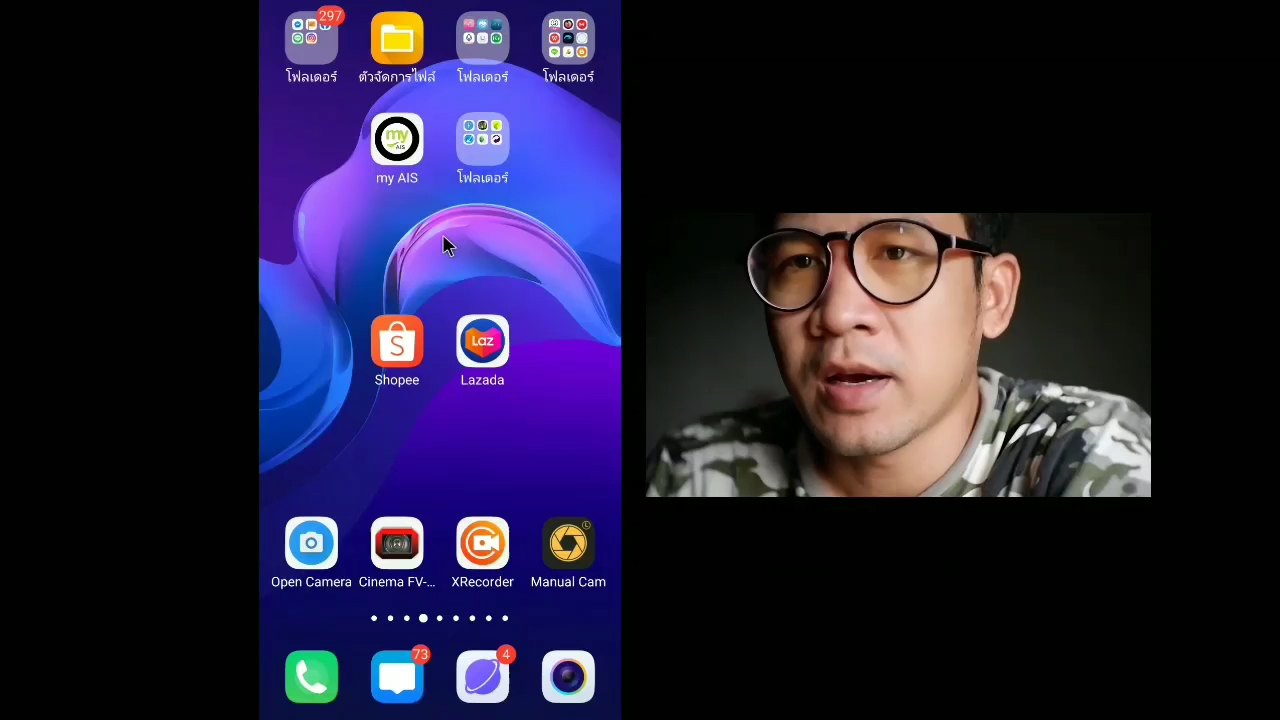 297
โฟลเดอร์
ตัวจัดการไฟล์
โฟลเดอร์
โฟลเดอร์
my
AIS
my AIS
โฟลเดอร์
S
Laz
Shopee
Lazada
L
Open Camera
Cinema FV-...
XRecorder
Manual Cam
73
4